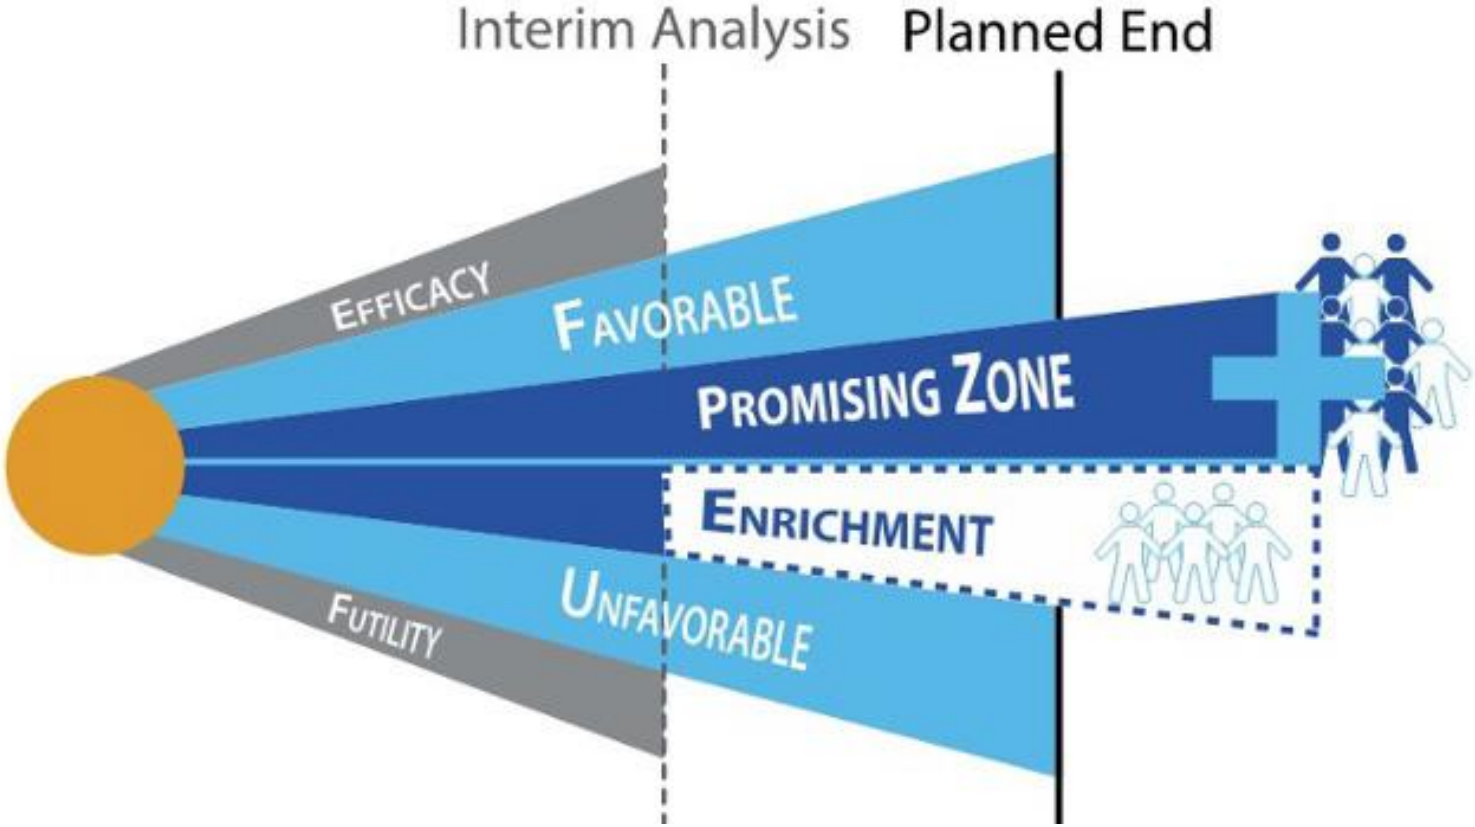 Interim Analysis
Planned End
EFFICACY
FAVORABLE
PROMISING ZONE
ENRICHMENT
UNFAVORABLE
FUTILITY